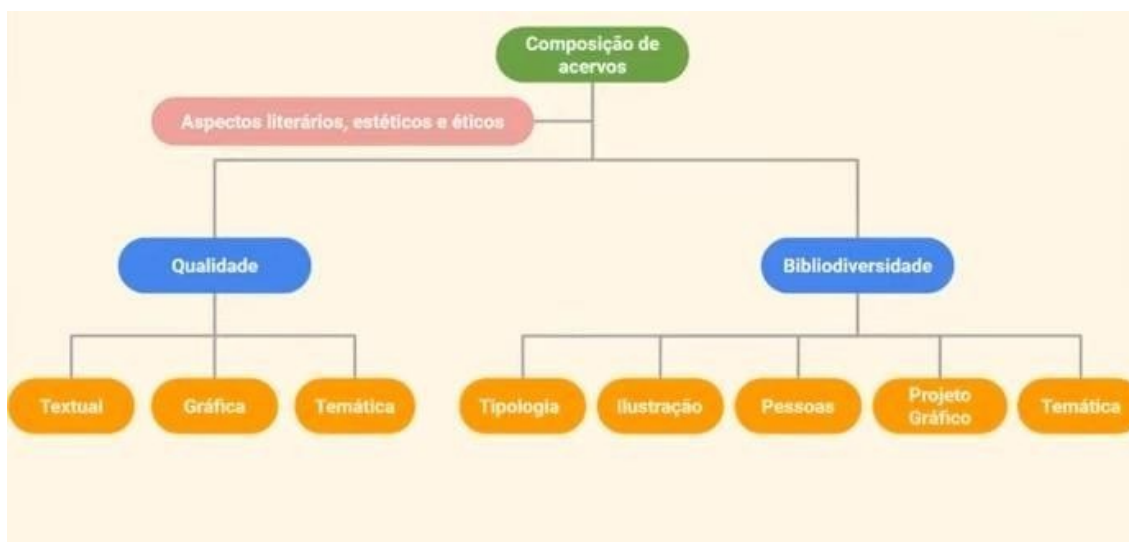 Composição de
acervos
Aspectos literários, estéticos e éticos
Qualidade
Bibliodiversidade
Textual
Gráfica
Temática
Tipologia
Ilustração
Pessoas
Projeto
Gráfico
Temática